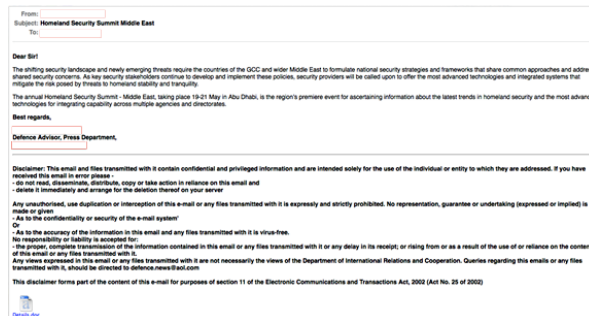 From:
Subject: Homeland Security Summit Middle East
To:
Dear Sir!
The shifting security landscape and newly emerging threats require the countries of the GCC and wider Middle East to formulate national security strategies and frameworks that share common approaches and addre
shared security concerns. As key security stakeholders continue to develop and implement these policies, security providers will be called upon to offer the most advanced technologies and integrated systems that
mitigate the risk posed by threats to homeland stability and tranquility.
The annual Homeland Security Summit - Middle East, taking place 19-21 May in Abu Dhabi, is the region's premiere event for ascertaining information about the latest trends in homeland security and the most advanc
technologies for integrating capability across multiple agencies and directorates.
Best regards,
Defence Advisor, Press Department,
Disclaimer: This email and files transmitted with it contain confidential and privileged information and are intended solely for the use of the individual or entity to which they are addressed. If you have
received this email in error please -
- do not read, disseminate, distribute, copy or take action in reliance on this email and
- delete it immediately and arrange for the deletion thereof on your server
Any unauthorised, use duplication or interception of this e-mail or any files transmitted with it is expressly and strictly prohibited. No representation, guarantee or undertaking (expressed or implied) is
made or given
- As to the confidentiality or security of the e-mail system'
Or
- As to the accuracy of the information in this email and any files transmitted with it is virus-free.
No responsibility or liability is accepted for:
- the proper, complete transmission of the information contained in this email or any files transmitted with it or any delay in its receipt; or rising from or as a result of the use of or reliance on the conten
of this email or any files transmitted with it.
Any views expressed in this email or any files transmitted with it are not necessarily the views of the Department of International Relations and Cooperation. Queries regarding this emails or any files
transmitted with it, should be directed to defence.news@aol.com
This disclaimer forms part of the content of this e-mail for purposes of section 11 of the Electronic Communications and Transactions Act, 2002 (Act No. 25 of 2002)
Details.doc